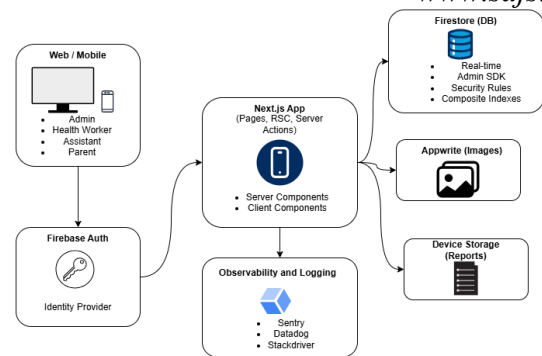 Web / Mobile
Admin
Health Worker
Assistant
Parent
Firebase Auth
Identity Provider
Next.js App
(Pages, RSC, Server
Actions)
Server Components
Client Components
Observability and Logging
Sentry
Datadog
Stackdriver
Firestore (DB)
Real-time
Admin SDK
Security Rules
Composite Indexes
Appwrite (Images)
Device Storage
(Reports)